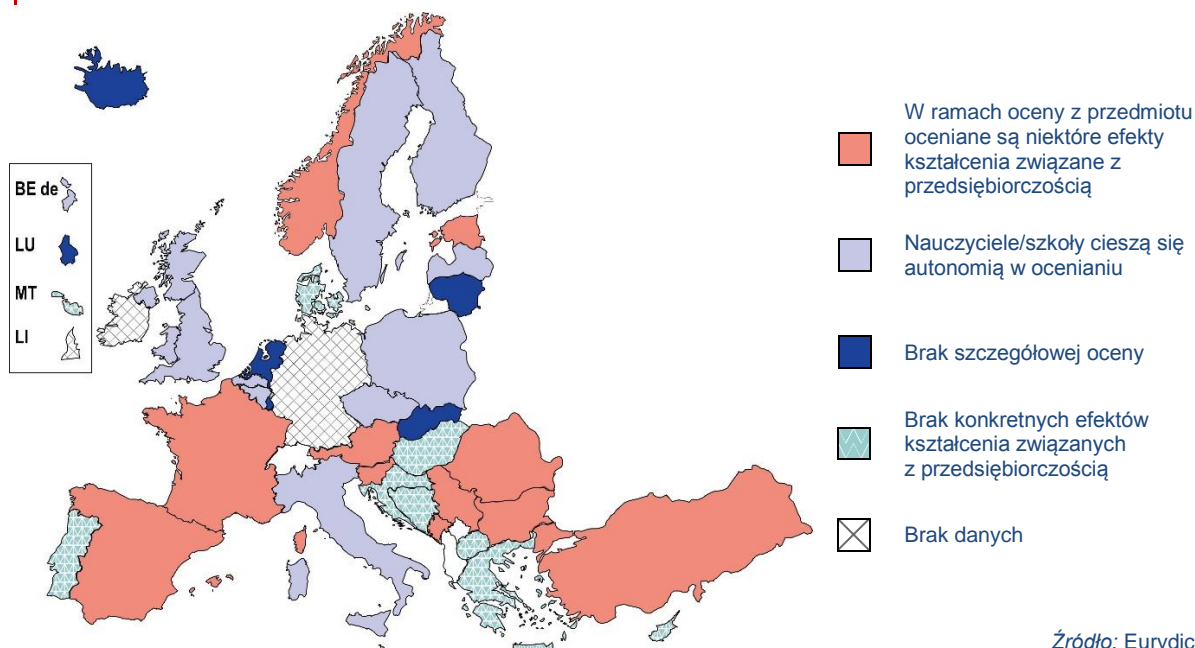 BE de
LU
MT
LI
W ramach oceny z przedmiotu
oceniane są niektóre efekty
kształcenia związane z
przedsiębiorczością
Nauczyciele/szkoły cieszą się
autonomią w ocenianiu
Brak szczegółowej oceny
Brak konkretnych efektów
kształcenia związanych
z przedsiębiorczością
Brak danych
Źródło: Eurydic